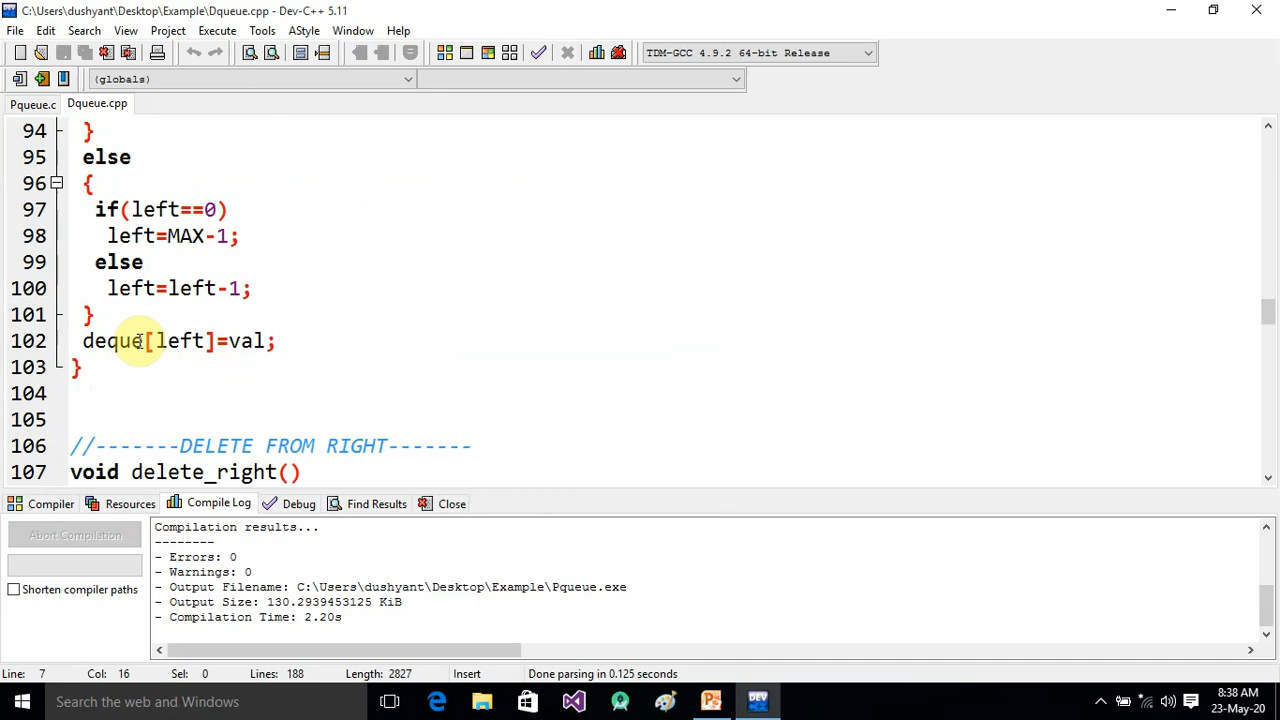 C:\Users\dushyant\Desktop\Example\Dqueue.cpp - Dev-C++ 5.11
File Edit Search View Project Execute Tools AStyle Window Help
TDM-GCC 4.9.2 64-bit Release
(globals)
Pqueue.c Dqueue.cpp
94 }
95 else
96 {
97 if(left==0)
98 left=MAX-1;
99 else
100 left=left-1;
101 }
102 deque[left]=val;
103 }
104
105
106 //-------DELETE FROM RIGHT-------
107 void delete_right()
Compiler Resources Compile Log Debug Find Results Close
Abort Compilation
Shorten compiler paths
Compilation results...
--------
- Errors: 0
- Warnings: 0
- Output Filename: C:\Users\dushyant\Desktop\Example\Pqueue.exe
- Output Size: 130.2939453125 KiB
- Compilation Time: 2.20s
Line: 7 Col: 16 Sel: 0 Lines: 188 Length: 2827 Insert Done parsing in 0.125 seconds
Search the web and Windows
DEV
8:38 AM
23-May-20